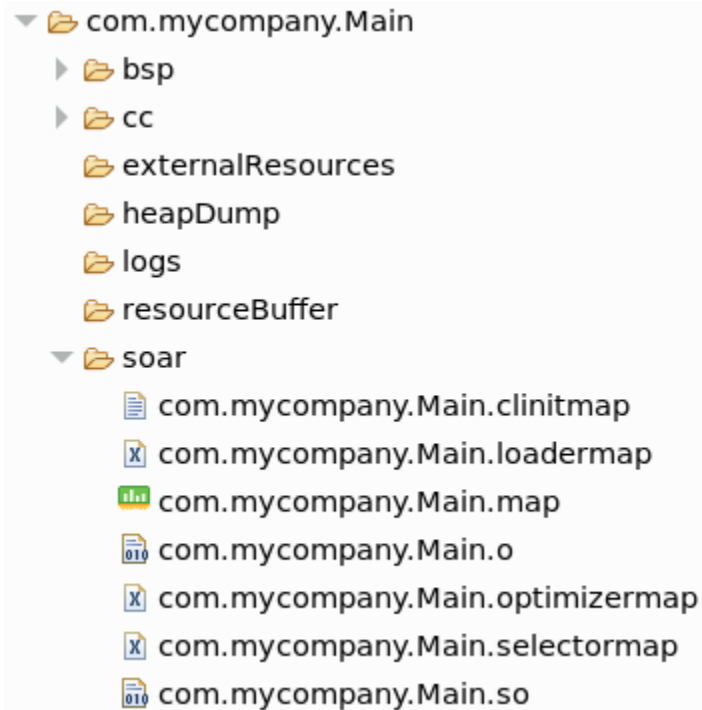 com.mycompany.Main
bsp
cc
externalResources
heapDump
logs
resourceBuffer
soar
com.mycompany.Main.clinitmap
com.mycompany.Main.loadermap
com.mycompany.Main.map
com.mycompany.Main.o
com.mycompany.Main.optimizermap
com.mycompany.Main.selectormap
com.mycompany.Main.so